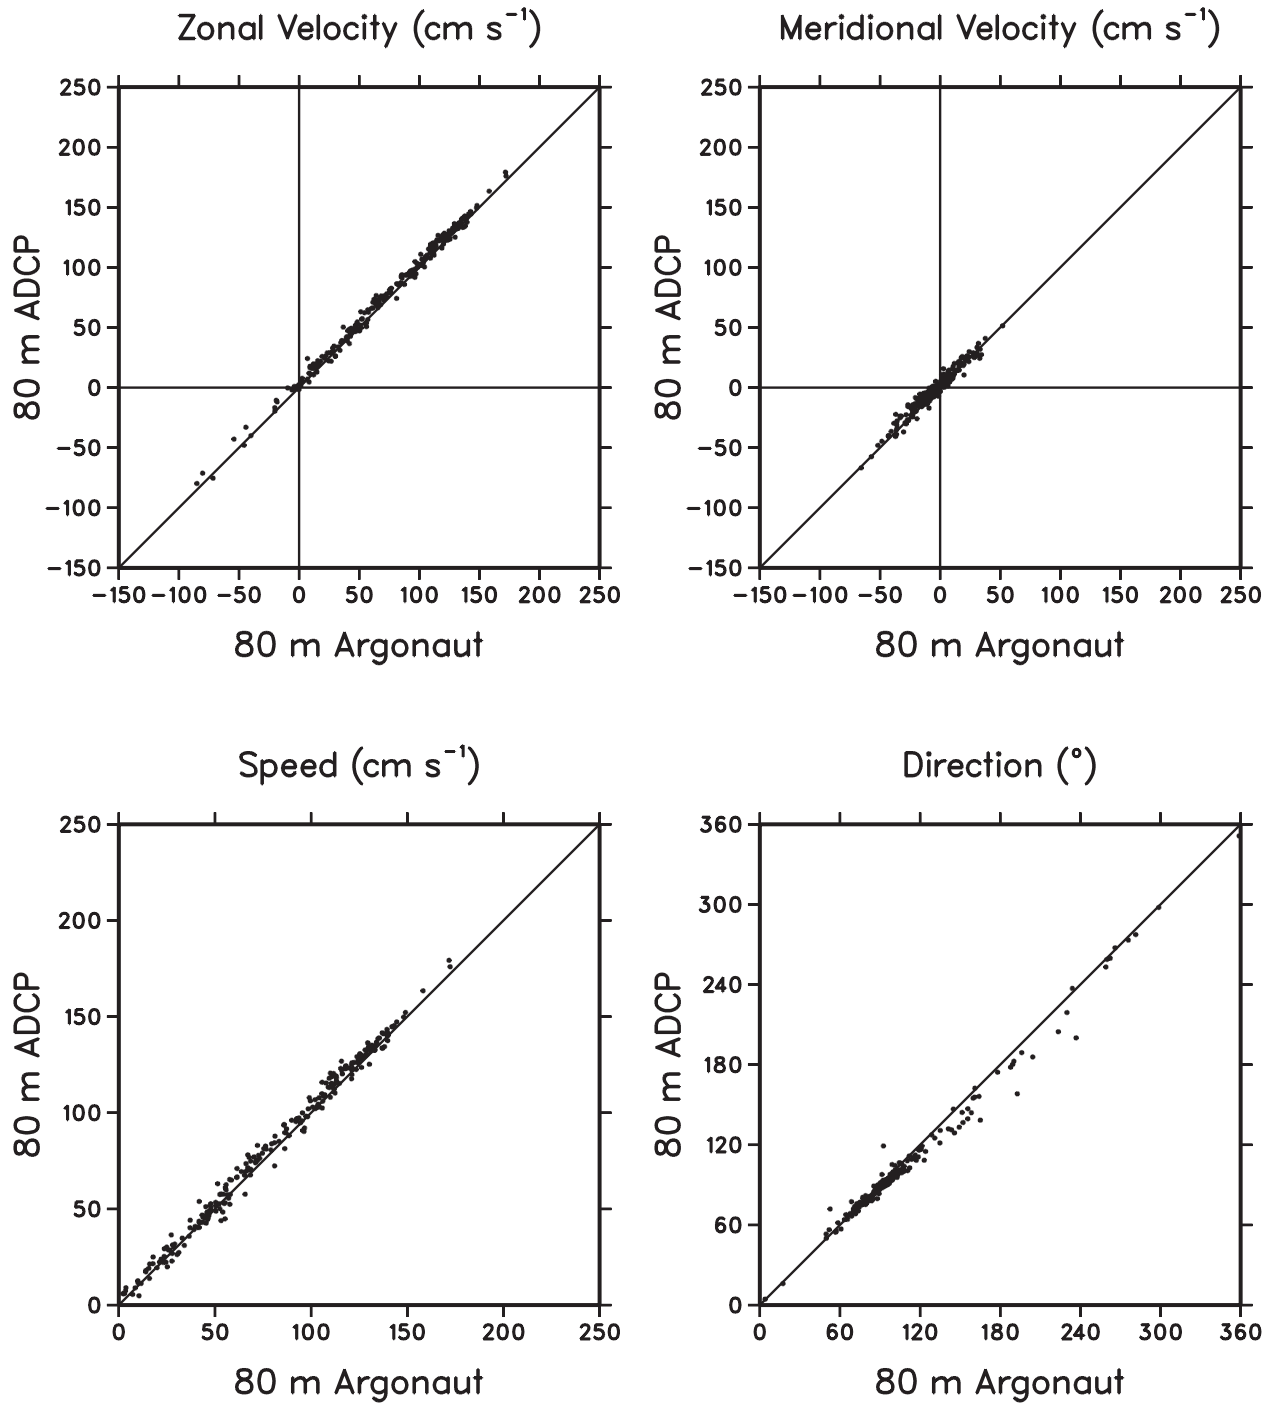 Zonal Velocity (cm s⁻¹)
250
200
150
100
50
0
−50
−100
−150
80 m ADCP
−150 −100 −50 0 50 100 150 200 250
80 m Argonaut
Meridional Velocity (cm s⁻¹)
250
200
150
100
50
0
−50
−100
−150
80 m ADCP
−150 −100 −50 0 50 100 150 200 250
80 m Argonaut
Speed (cm s⁻¹)
250
200
150
100
50
0
80 m ADCP
0 50 100 150 200 250
80 m Argonaut
Direction (°)
360
300
240
180
120
60
0
80 m ADCP
0 60 120 180 240 300 360
80 m Argonaut